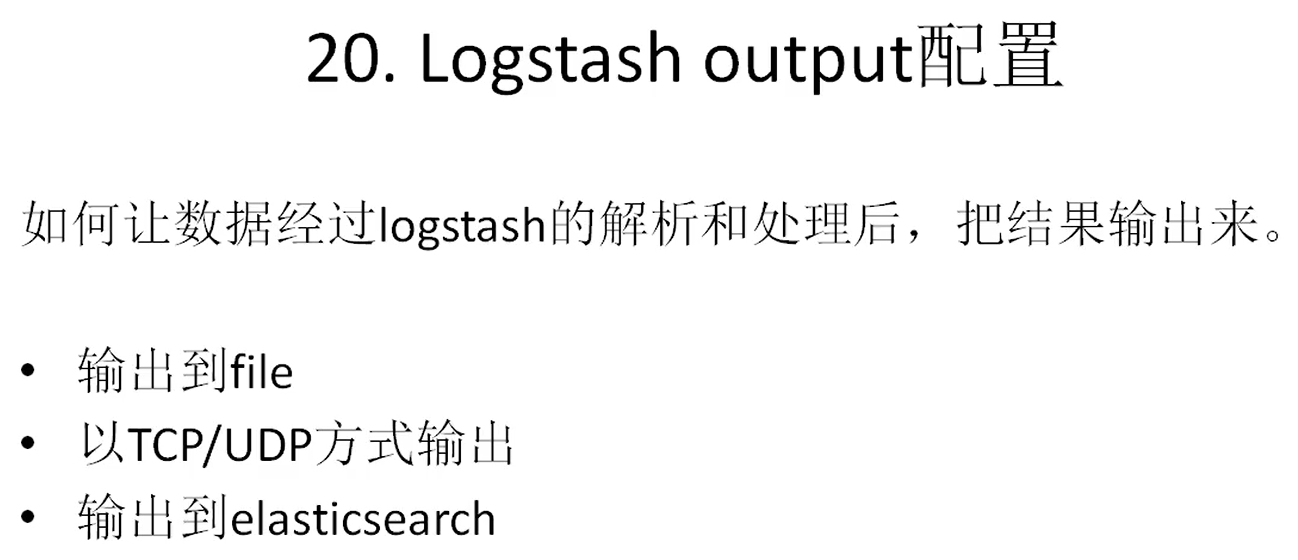 20. Logstash output配置
如何让数据经过logstash的解析和处理后，把结果输出来。
• 输出到file
• 以TCP/UDP方式输出
• 输出到elasticsearch